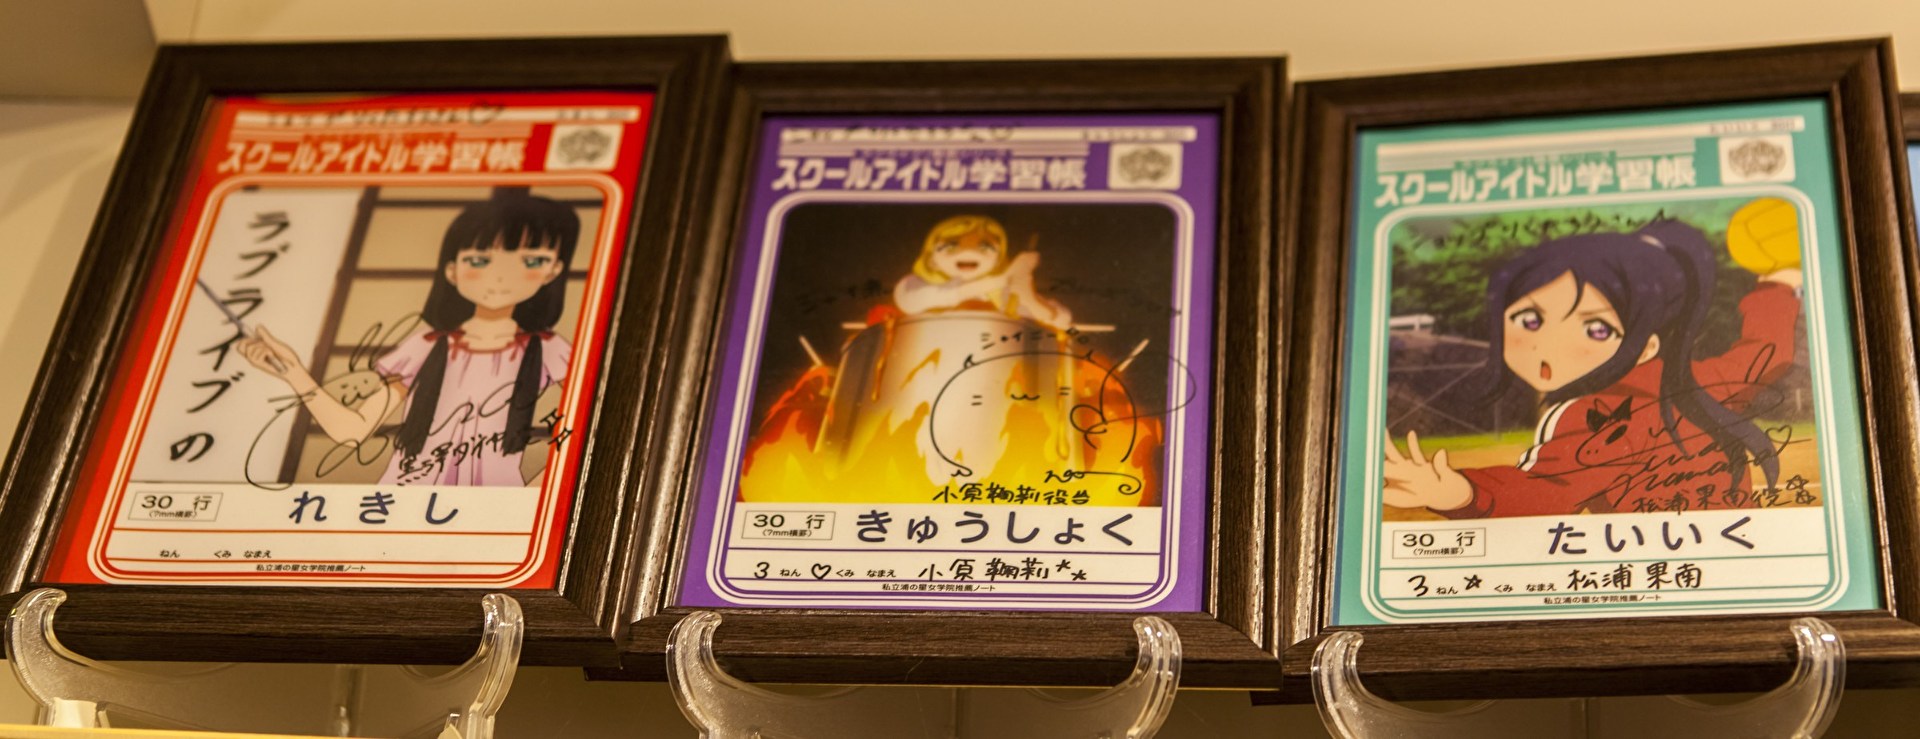 スクールアイドル学習帳
ラブライブの
黒澤ダイヤ役
30 行
(7mm横罫)
れきし
ねん くみ なまえ
私立浦の星女学院推薦ノート
スクールアイドル学習帳
シャイニー
小原鞠莉役
30 行
(7mm横罫)
きゅうしょく
3 ねん ♡ くみ なまえ 小原鞠莉
私立浦の星女学院推薦ノート
スクールアイドル学習帳
松浦果南役
30 行
(7mm横罫)
たいいく
3 ねん ☆ くみ なまえ 松浦果南
私立浦の星女学院推薦ノート